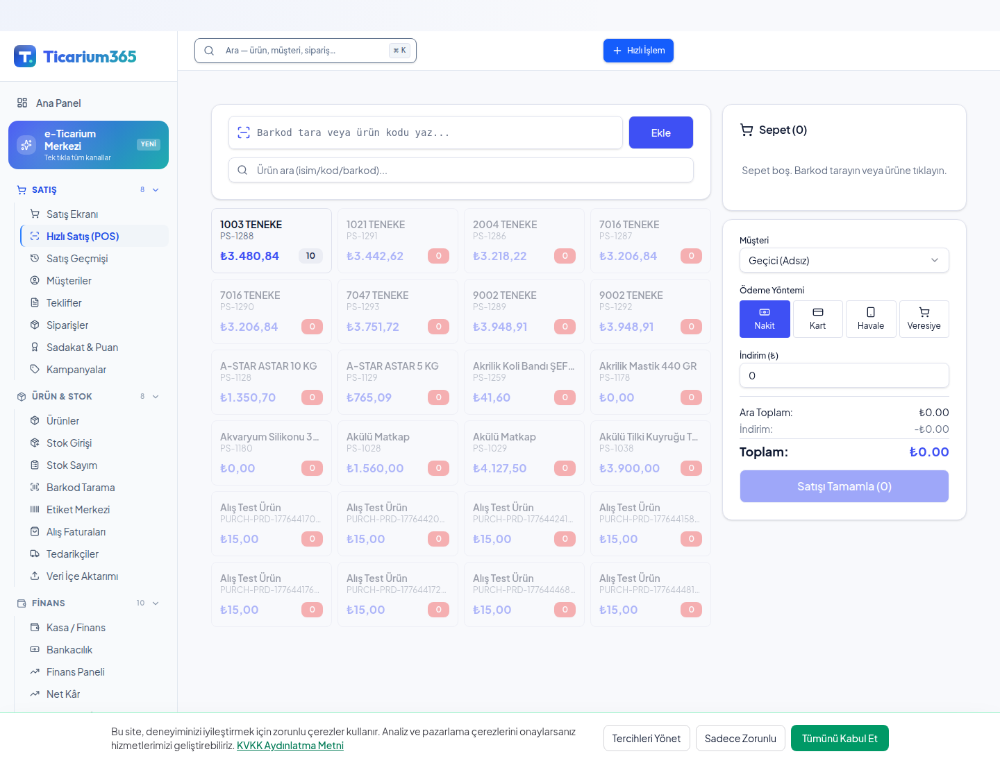 Ticarium365
Ara — ürün, müşteri, sipariş...
⌘ K
Hızlı İşlem
Ana Panel
e-Ticarium
Merkezi
Tek tıkla tüm kanallar
YENİ
SATIŞ
8
Satış Ekranı
Hızlı Satış (POS)
Satış Geçmişi
Müşteriler
Teklifler
Siparişler
Sadakat & Puan
Kampanyalar
ÜRÜN & STOK
8
Ürünler
Stok Girişi
Stok Sayım
Barkod Tarama
Etiket Merkezi
Alış Faturaları
Tedarikçiler
Veri İçe Aktarımı
FİNANS
10
Kasa / Finans
Bankacılık
Finans Paneli
Net Kâr
Barkod tara veya ürün kodu yaz...
Ekle
Ürün ara (isim/kod/barkod)...
1003 TENEKE
PS-1288
₺3.480,84
10
1021 TENEKE
PS-1291
₺3.442,62
0
2004 TENEKE
PS-1286
₺3.218,22
0
7016 TENEKE
PS-1287
₺3.206,84
0
7016 TENEKE
PS-1290
₺3.206,84
0
7047 TENEKE
PS-1293
₺3.751,72
0
9002 TENEKE
PS-1289
₺3.948,91
0
9002 TENEKE
PS-1292
₺3.948,91
0
A-STAR ASTAR 10 KG
PS-1128
₺1.350,70
0
A-STAR ASTAR 5 KG
PS-1129
₺765,09
0
Akrilik Koli Bandı ŞEF...
PS-1259
₺41,60
0
Akrilik Mastik 440 GR
PS-1178
₺0,00
0
Akvaryum Silikonu 3...
PS-1180
₺0,00
0
Akülü Matkap
PS-1028
₺1.560,00
0
Akülü Matkap
PS-1029
₺4.127,50
0
Akülü Tilki Kuyruğu T...
PS-1038
₺3.900,00
0
Alış Test Ürün
PURCH-PRD-177644170...
₺15,00
0
Alış Test Ürün
PURCH-PRD-17764420...
₺15,00
0
Alış Test Ürün
PURCH-PRD-177644241...
₺15,00
0
Alış Test Ürün
PURCH-PRD-177644158...
₺15,00
0
Alış Test Ürün
PURCH-PRD-177644176...
₺15,00
0
Alış Test Ürün
PURCH-PRD-177644172...
₺15,00
0
Alış Test Ürün
PURCH-PRD-177644468...
₺15,00
0
Alış Test Ürün
PURCH-PRD-177644481...
₺15,00
0
Sepet (0)
Sepet boş. Barkod tarayın veya ürüne tıklayın.
Müşteri
Geçici (Adsız)
Ödeme Yöntemi
Nakit
Kart
Havale
Veresiye
İndirim (₺)
0
Ara Toplam: ₺0.00
İndirim: -₺0.00
Toplam: ₺0.00
Satışı Tamamla (0)
Bu site, deneyiminizi iyileştirmek için zorunlu çerezler kullanır. Analiz ve pazarlama çerezlerini onaylarsanız
hizmetlerimizi geliştirebiliriz. KVKK Aydınlatma Metni
Tercihleri Yönet
Sadece Zorunlu
Tümünü Kabul Et